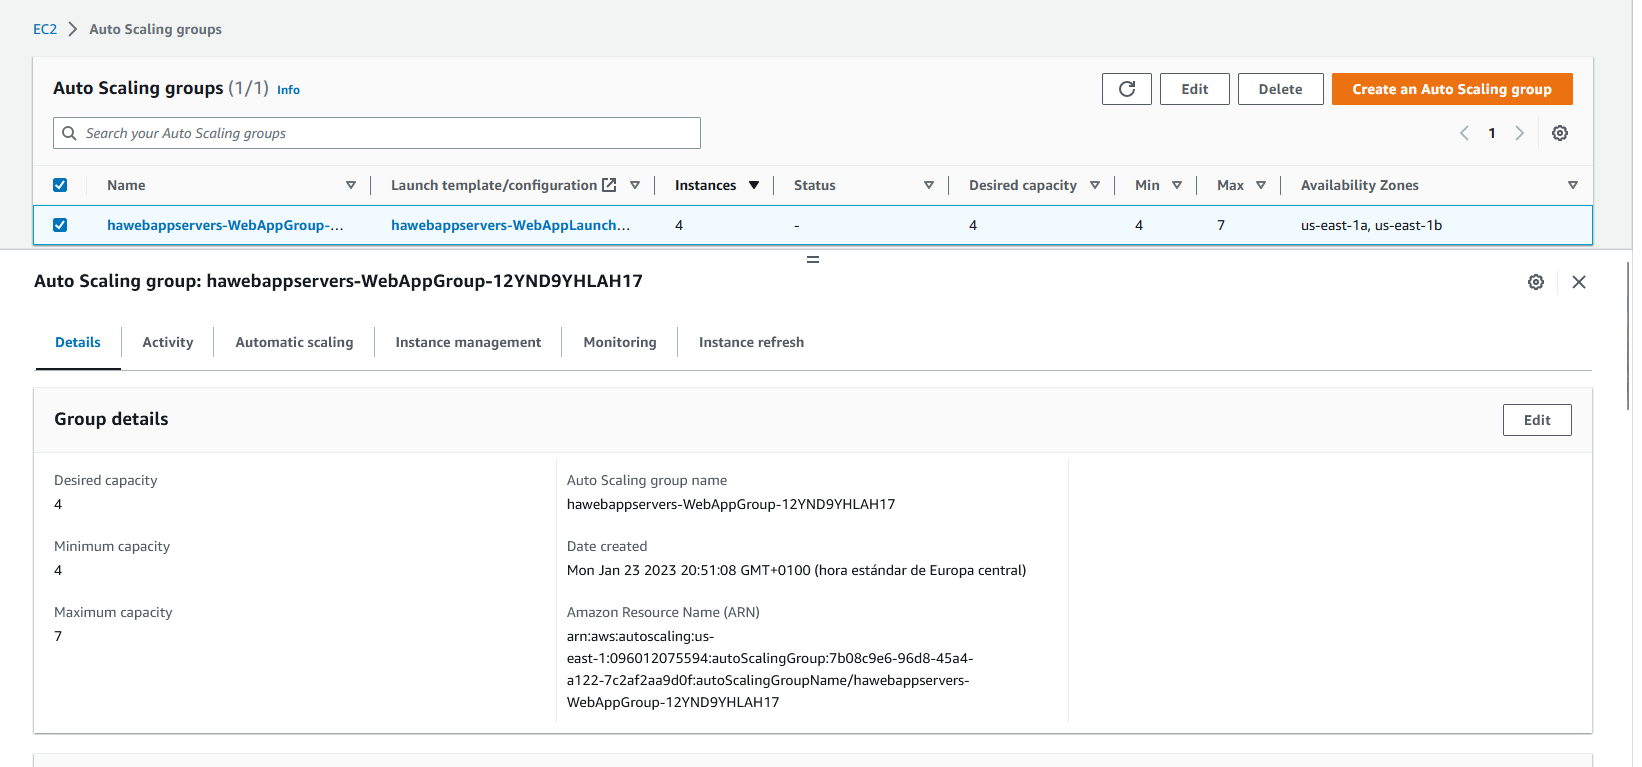 EC2 Auto Scaling groups
Auto Scaling groups (1/1) Info
Edit Delete Create an Auto Scaling group
Search your Auto Scaling groups
1
Name Launch template/configuration Instances Status Desired capacity Min Max Availability Zones
hawebappservers-WebAppGroup-… hawebappservers-WebAppLaunch… 4 - 4 4 7 us-east-1a, us-east-1b
Auto Scaling group: hawebappservers-WebAppGroup-12YND9YHLAH17
Details Activity Automatic scaling Instance management Monitoring Instance refresh
Group details Edit
Desired capacity
4
Minimum capacity
4
Maximum capacity
7
Auto Scaling group name
hawebappservers-WebAppGroup-12YND9YHLAH17
Date created
Mon Jan 23 2023 20:51:08 GMT+0100 (hora estándar de Europa central)
Amazon Resource Name (ARN)
arn:aws:autoscaling:us-
east-1:096012075594:autoScalingGroup:7b08c9e6-96d8-45a4-
a122-7c2af2aa9d0f:autoScalingGroupName/hawebappservers-
WebAppGroup-12YND9YHLAH17